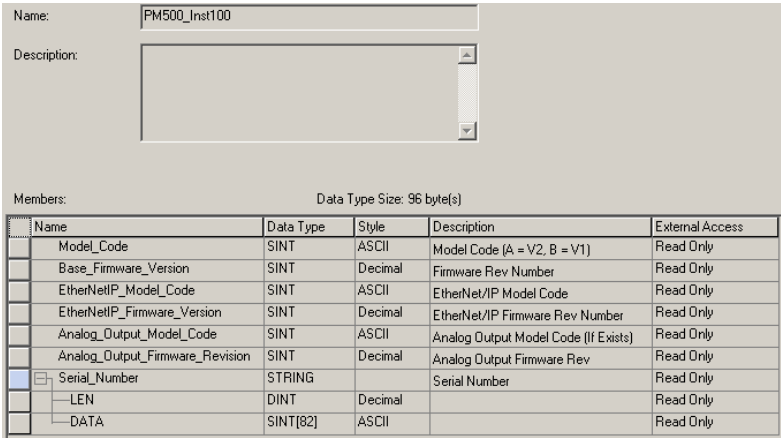 Name: PM500_Inst100
Description:
Members: Data Type Size: 96 byte(s)
Name Data Type Style Description External Access
Model_Code SINT ASCII Model Code (A = V2, B = V1) Read Only
Base_Firmware_Version SINT Decimal Firmware Rev Number Read Only
EtherNetIP_Model_Code SINT ASCII EtherNet/IP Model Code Read Only
EtherNetIP_Firmware_Version SINT Decimal EtherNet/IP Firmware Rev Number Read Only
Analog_Output_Model_Code SINT ASCII Analog Output Model Code (If Exists) Read Only
Analog_Output_Firmware_Revision SINT Decimal Analog Output Firmware Rev Read Only
Serial_Number STRING Serial Number Read Only
LEN DINT Decimal Read Only
DATA SINT[82] ASCII Read Only